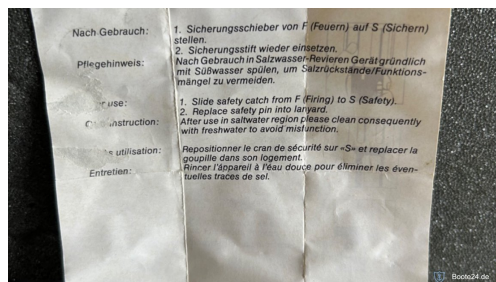 Nach Gebrauch: 1. Sicherungsschieber von F (Feuern) auf S (Sichern)
stellen.
2. Sicherungsstift wieder einsetzen.
Pflegehinweis: Nach Gebrauch in Salzwasser-Revieren Gerät gründlich
mit Süßwasser spülen, um Salzrückstände/Funktions-
mängel zu vermeiden.
use: 1. Slide safety catch from F (Firing) to S (Safety).
2. Replace safety pin into lanyard.
After use in saltwater region please clean consequently
with freshwater to avoid misfunction.
utilisation: Repositionner le cran de sécurité sur «S» et replacer la
goupille dans son logement.
Entretien: Rincer l'áppareil à l'éau douce pour éliminer les éven-
tuelles traces de sel.
Boote24.de